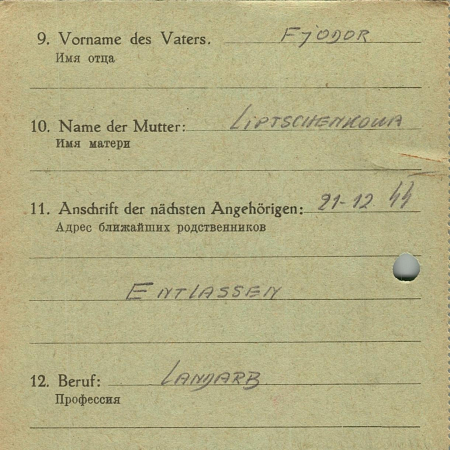 9. Vorname des Vaters. FJODOR
Имя отца
10. Name der Mutter: LIPTSCHENKOWA
Имя матери
11. Anschrift der nächsten Angehörigen: 21-12 44
Адрес ближайших родственников
ENTLASSEN
12. Beruf: LANDARB
Профессия